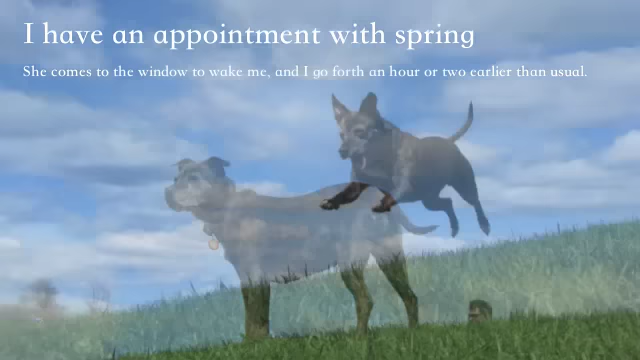 I have an appointment with spring
She comes to the window to wake me, and I go forth an hour or two earlier than usual.